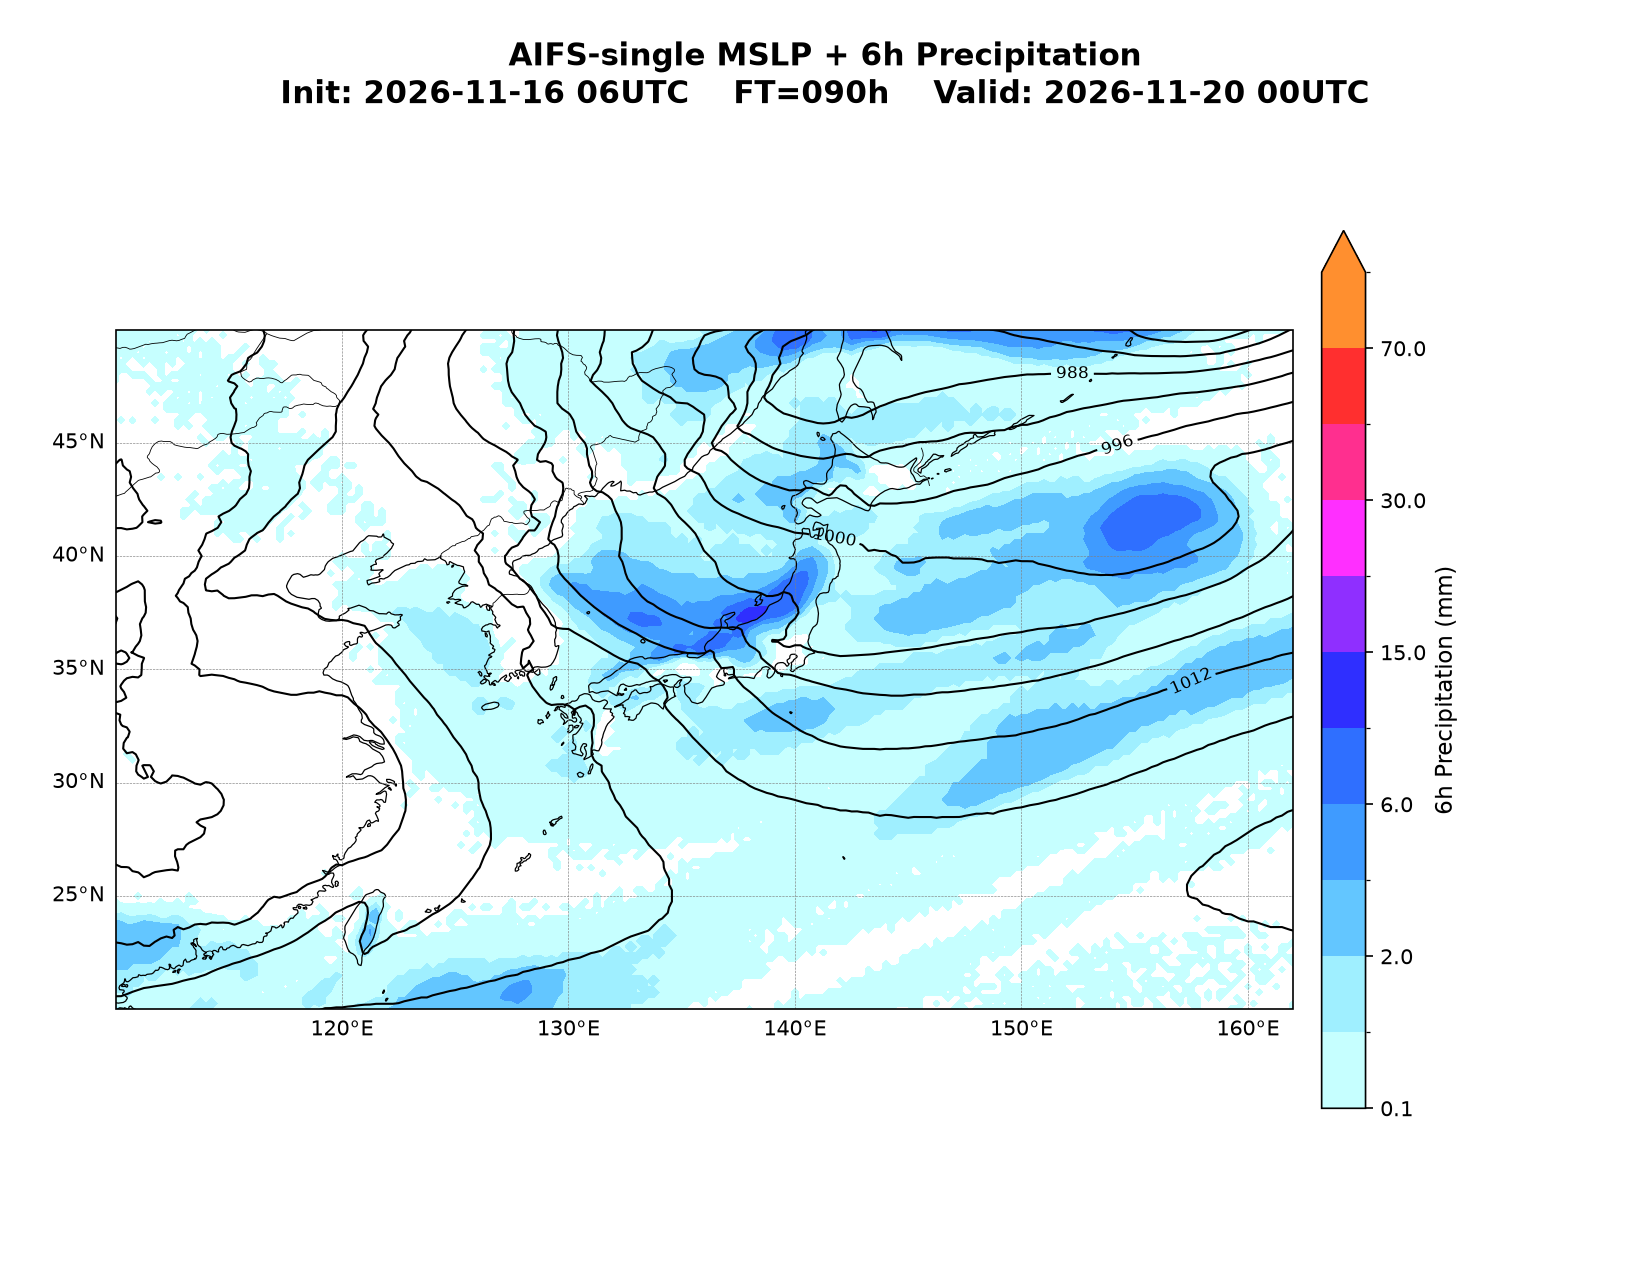 AIFS-single MSLP + 6h Precipitation
Init: 2026-11-16 06UTC    FT=090h    Valid: 2026-11-20 00UTC
988
996
1000
1012
45°N
40°N
35°N
30°N
25°N
120°E
130°E
140°E
150°E
160°E
70.0
30.0
15.0
6.0
2.0
0.1
6h Precipitation (mm)